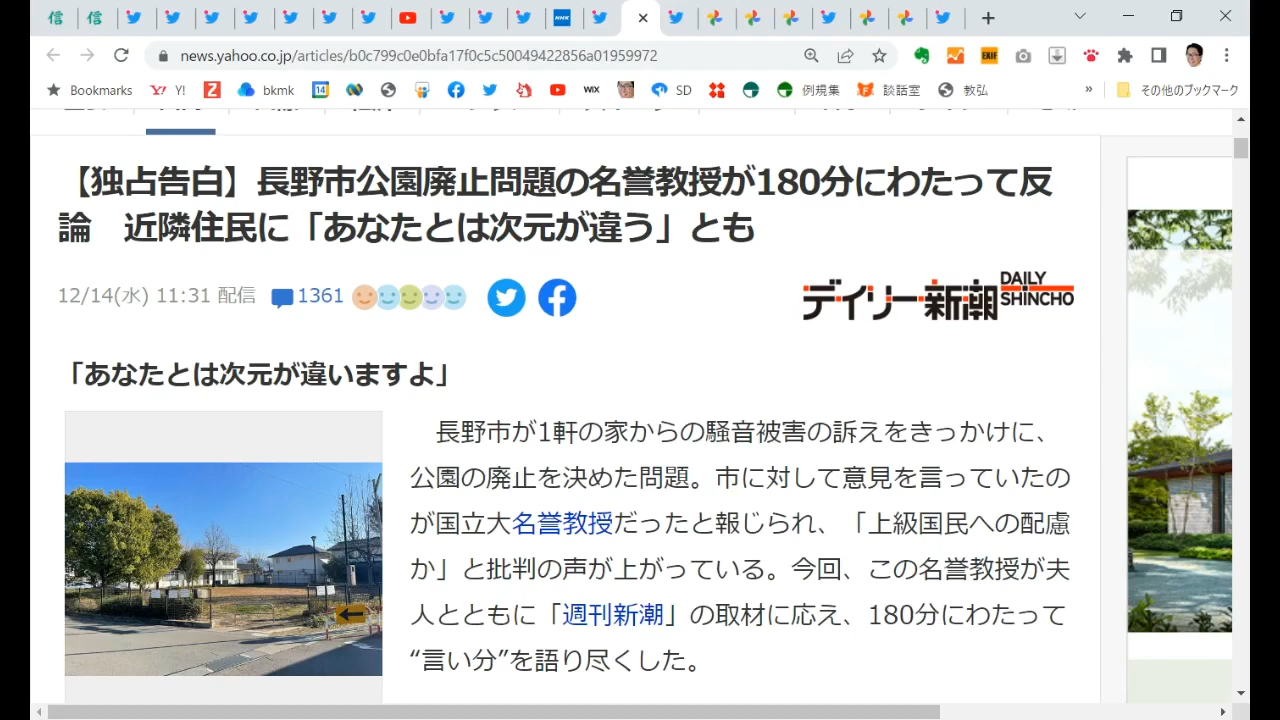 信
信
NHK
news.yahoo.co.jp/articles/b0c799c0e0bfa17f0c5c50049422856a01959972
EXIF
Bookmarks
Y!
Y!
Z
bkmk
14
WIX
SD
例規集
談話室
教弘
»
その他のブックマーク
【独占告白】長野市公園廃止問題の名誉教授が180分にわたって反
論 近隣住民に「あなたとは次元が違う」とも
12/14(水) 11:31 配信
1361
デイリー新潮
DAILY
SHINCHO
「あなたとは次元が違いますよ」
長野市が1軒の家からの騒音被害の訴えをきっかけに、
公園の廃止を決めた問題。市に対して意見を言っていたの
が国立大名誉教授だったと報じられ、「上級国民への配慮
か」と批判の声が上がっている。今回、この名誉教授が夫
人とともに「週刊新潮」の取材に応え、180分にわたって
“言い分”を語り尽くした。